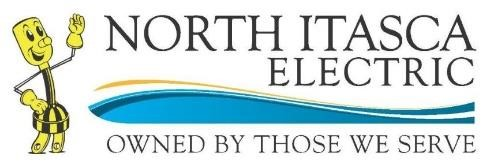 NORTH ITASCA
ELECTRIC
OWNED BY THOSE WE SERVE